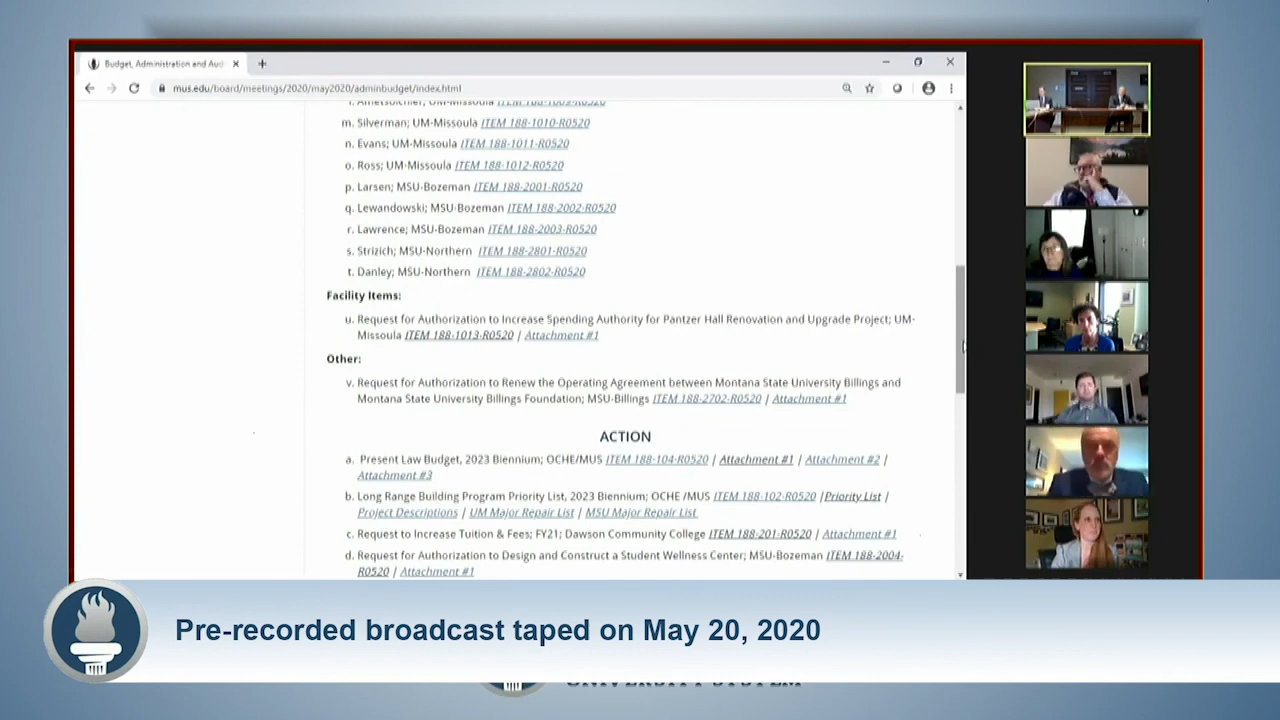 Budget, Administration and Aud
mus.edu/board/meetings/2020/may2020/adminbudget/index.html
m. Silverman; UM-Missoula ITEM 188-1010-R0520
n. Evans; UM-Missoula ITEM 188-1011-R0520
o. Ross; UM-Missoula ITEM 188-1012-R0520
p. Larsen; MSU-Bozeman ITEM 188-2001-R0520
q. Lewandowski; MSU-Bozeman ITEM 188-2002-R0520
r. Lawrence; MSU-Bozeman ITEM 188-2003-R0520
s. Strizich; MSU-Northern ITEM 188-2801-R0520
t. Danley; MSU-Northern ITEM 188-2802-R0520
Facility Items:
u. Request for Authorization to Increase Spending Authority for Pantzer Hall Renovation and Upgrade Project; UM-
Missoula ITEM 188-1013-R0520 | Attachment #1
Other:
v. Request for Authorization to Renew the Operating Agreement between Montana State University Billings and
Montana State University Billings Foundation; MSU-Billings ITEM 188-2702-R0520 | Attachment #1
ACTION
a. Present Law Budget, 2023 Biennium; OCHE/MUS ITEM 188-104-R0520 | Attachment #1 | Attachment #2 |
Attachment #3
b. Long Range Building Program Priority List, 2023 Biennium; OCHE /MUS ITEM 188-102-R0520 |Priority List |
Project Descriptions | UM Major Repair List | MSU Major Repair List
c. Request to Increase Tuition & Fees; FY21; Dawson Community College ITEM 188-201-R0520 | Attachment #1
d. Request for Authorization to Design and Construct a Student Wellness Center; MSU-Bozeman ITEM 188-2004-
R0520 | Attachment #1
Pre-recorded broadcast taped on May 20, 2020